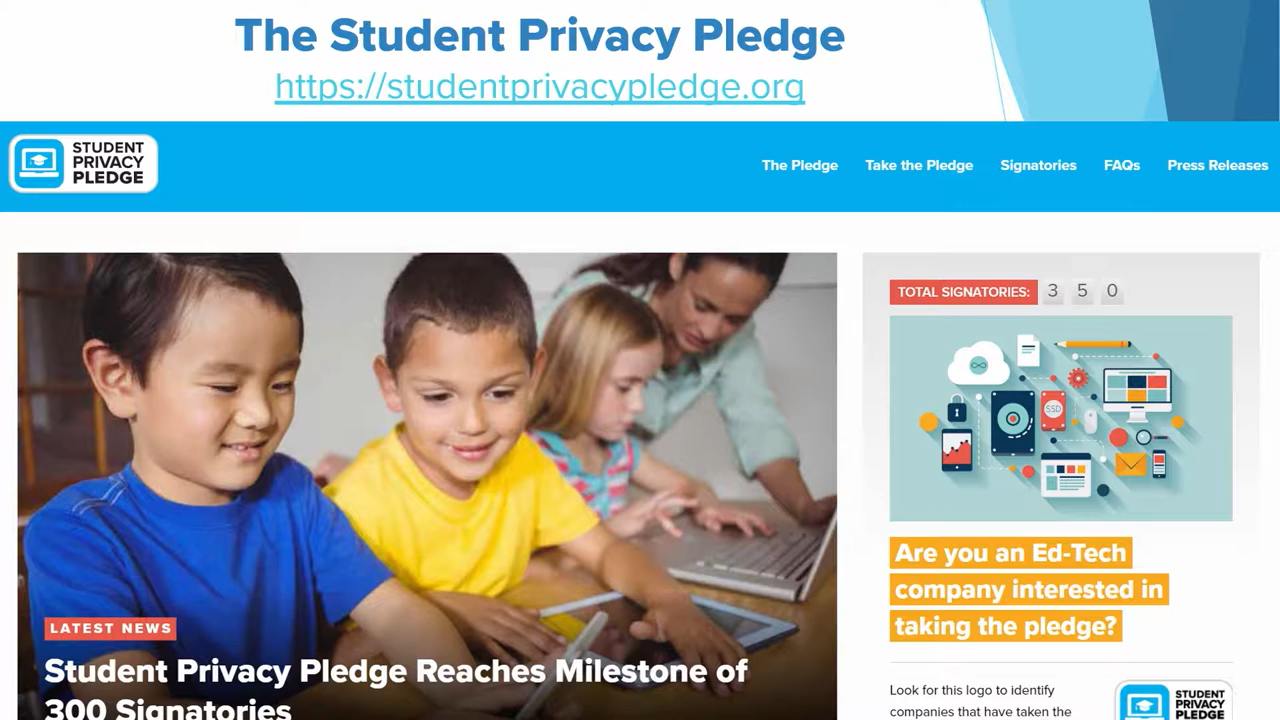 The Student Privacy Pledge
https://studentprivacypledge.org
STUDENT
PRIVACY
PLEDGE
The Pledge Take the Pledge Signatories FAQs Press Releases
LATEST NEWS
Student Privacy Pledge Reaches Milestone of
300 Signatories
TOTAL SIGNATORIES: 3 5 0
SSD
Are you an Ed-Tech
company interested in
taking the pledge?
Look for this logo to identify
companies that have taken the
STUDENT
PRIVACY
PLEDGE